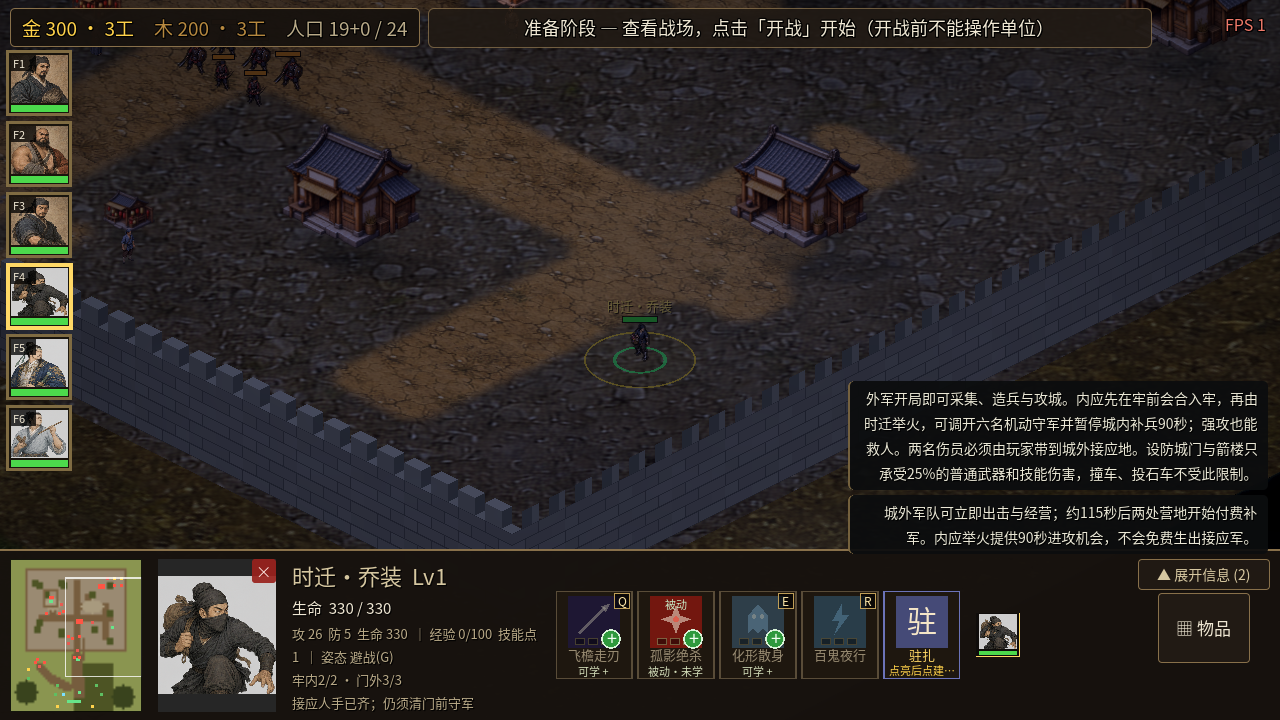 金 300 · 3工 木 200 · 3工 人口 19+0 / 24
准备阶段 — 查看战场，点击「开战」开始（开战前不能操作单位）
FPS 1
F1
F2
F3
F4
F5
F6
时迁·乔装
外军开局即可采集、造兵与攻城。内应先在牢前会合入牢，再由
时迁举火，可调开六名机动守军并暂停城内补兵90秒；强攻也能
救人。两名伤员必须由玩家带到城外接应地。设防城门与箭楼只
承受25%的普通武器和技能伤害，撞车、投石车不受此限制。
城外军队可立即出击与经营；约115秒后两处营地开始付费补
军。内应举火提供90秒进攻机会，不会免费生出接应军。
时迁·乔装 Lv1
生命 330 / 330
攻 26 防 5 生命 330 ｜ 经验 0/100 技能点
1 ｜ 姿态 避战(G)
牢内2/2 · 门外3/3
接应人手已齐；仍须清门前守军
Q
飞檐走刃
可学 +
被动
孤影绝杀
被动·未学
E
化形散身
可学 +
R
百鬼夜行
驻
驻扎
点亮后点建…
▲ 展开信息 (2)
▦ 物品